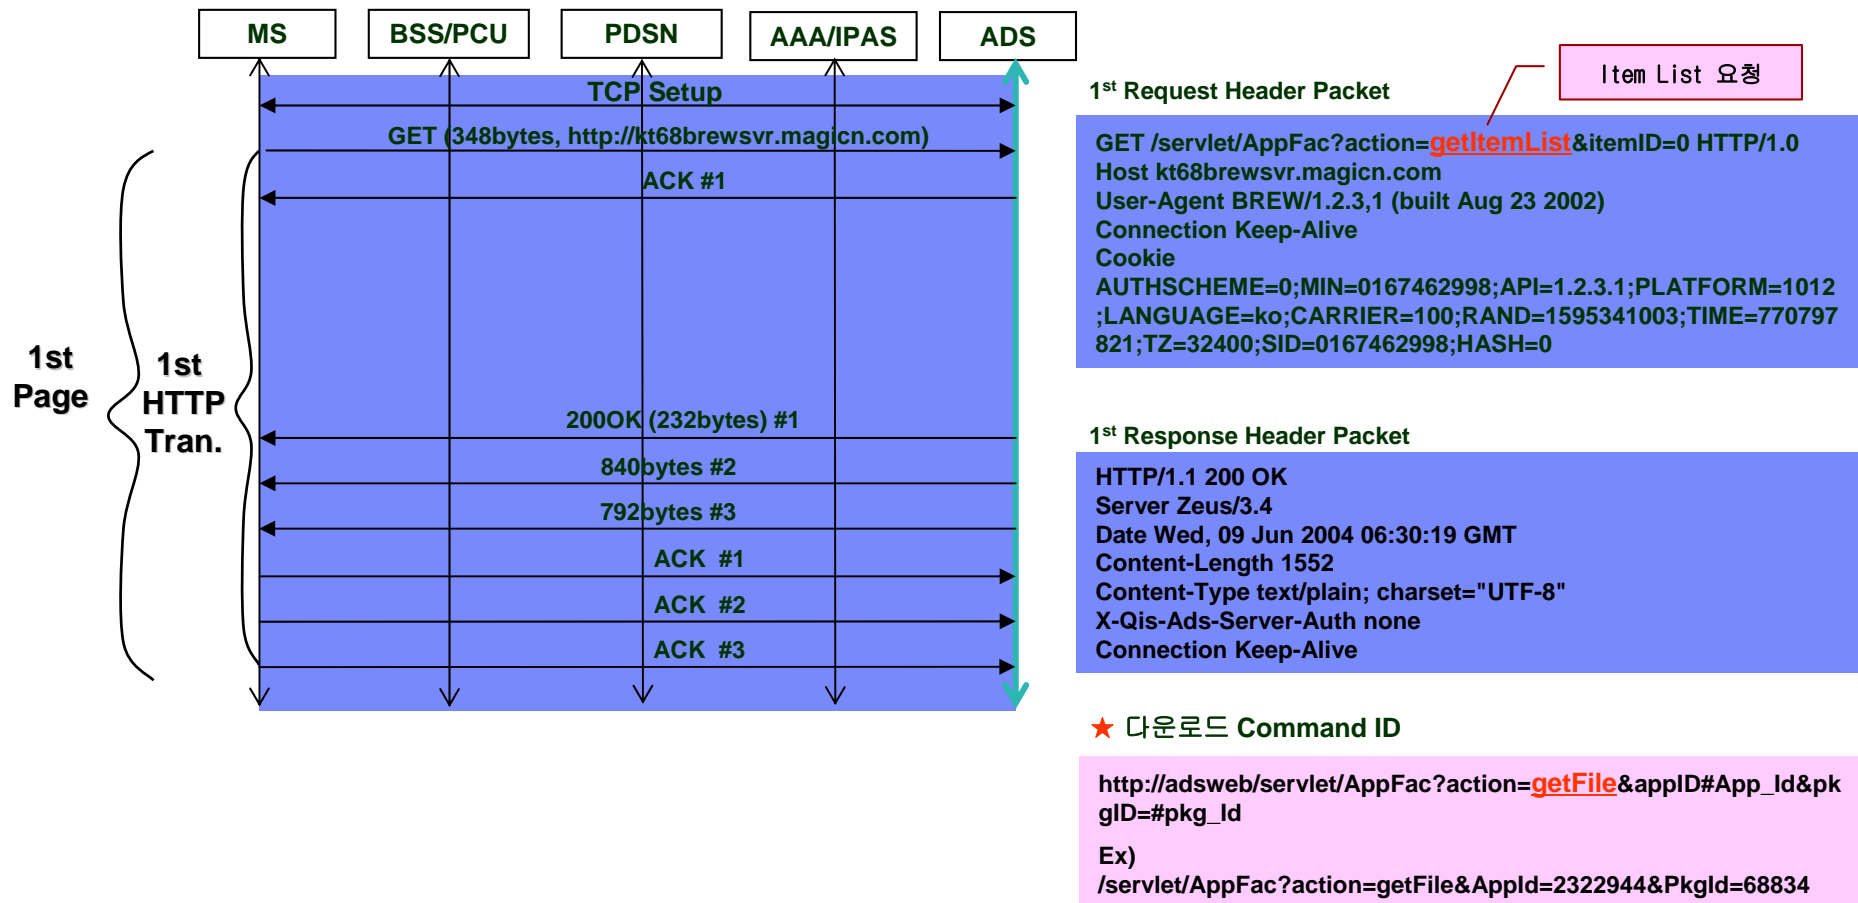 MS
BSS/PCU
PDSN
AAA/IPAS
ADS
TCP Setup
GET (348bytes, http://kt68brewsvr.magicn.com)
ACK #1
200OK (232bytes) #1
840bytes #2
792bytes #3
ACK #1
ACK #2
ACK #3
1st
Page
1st
HTTP
Tran.
Item List 요청
1st Request Header Packet
GET /servlet/AppFac?action=getItemList&itemID=0 HTTP/1.0
Host kt68brewsvr.magicn.com
User-Agent BREW/1.2.3,1 (built Aug 23 2002)
Connection Keep-Alive
Cookie
AUTHSCHEME=0;MIN=0167462998;API=1.2.3.1;PLATFORM=1012
;LANGUAGE=ko;CARRIER=100;RAND=1595341003;TIME=770797
821;TZ=32400;SID=0167462998;HASH=0
1st Response Header Packet
HTTP/1.1 200 OK
Server Zeus/3.4
Date Wed, 09 Jun 2004 06:30:19 GMT
Content-Length 1552
Content-Type text/plain; charset="UTF-8"
X-Qis-Ads-Server-Auth none
Connection Keep-Alive
★ 다운로드 Command ID
http://adsweb/servlet/AppFac?action=getFile&appID#App_Id&pk
gID=#pkg_Id
Ex)
/servlet/AppFac?action=getFile&AppId=2322944&PkgId=68834